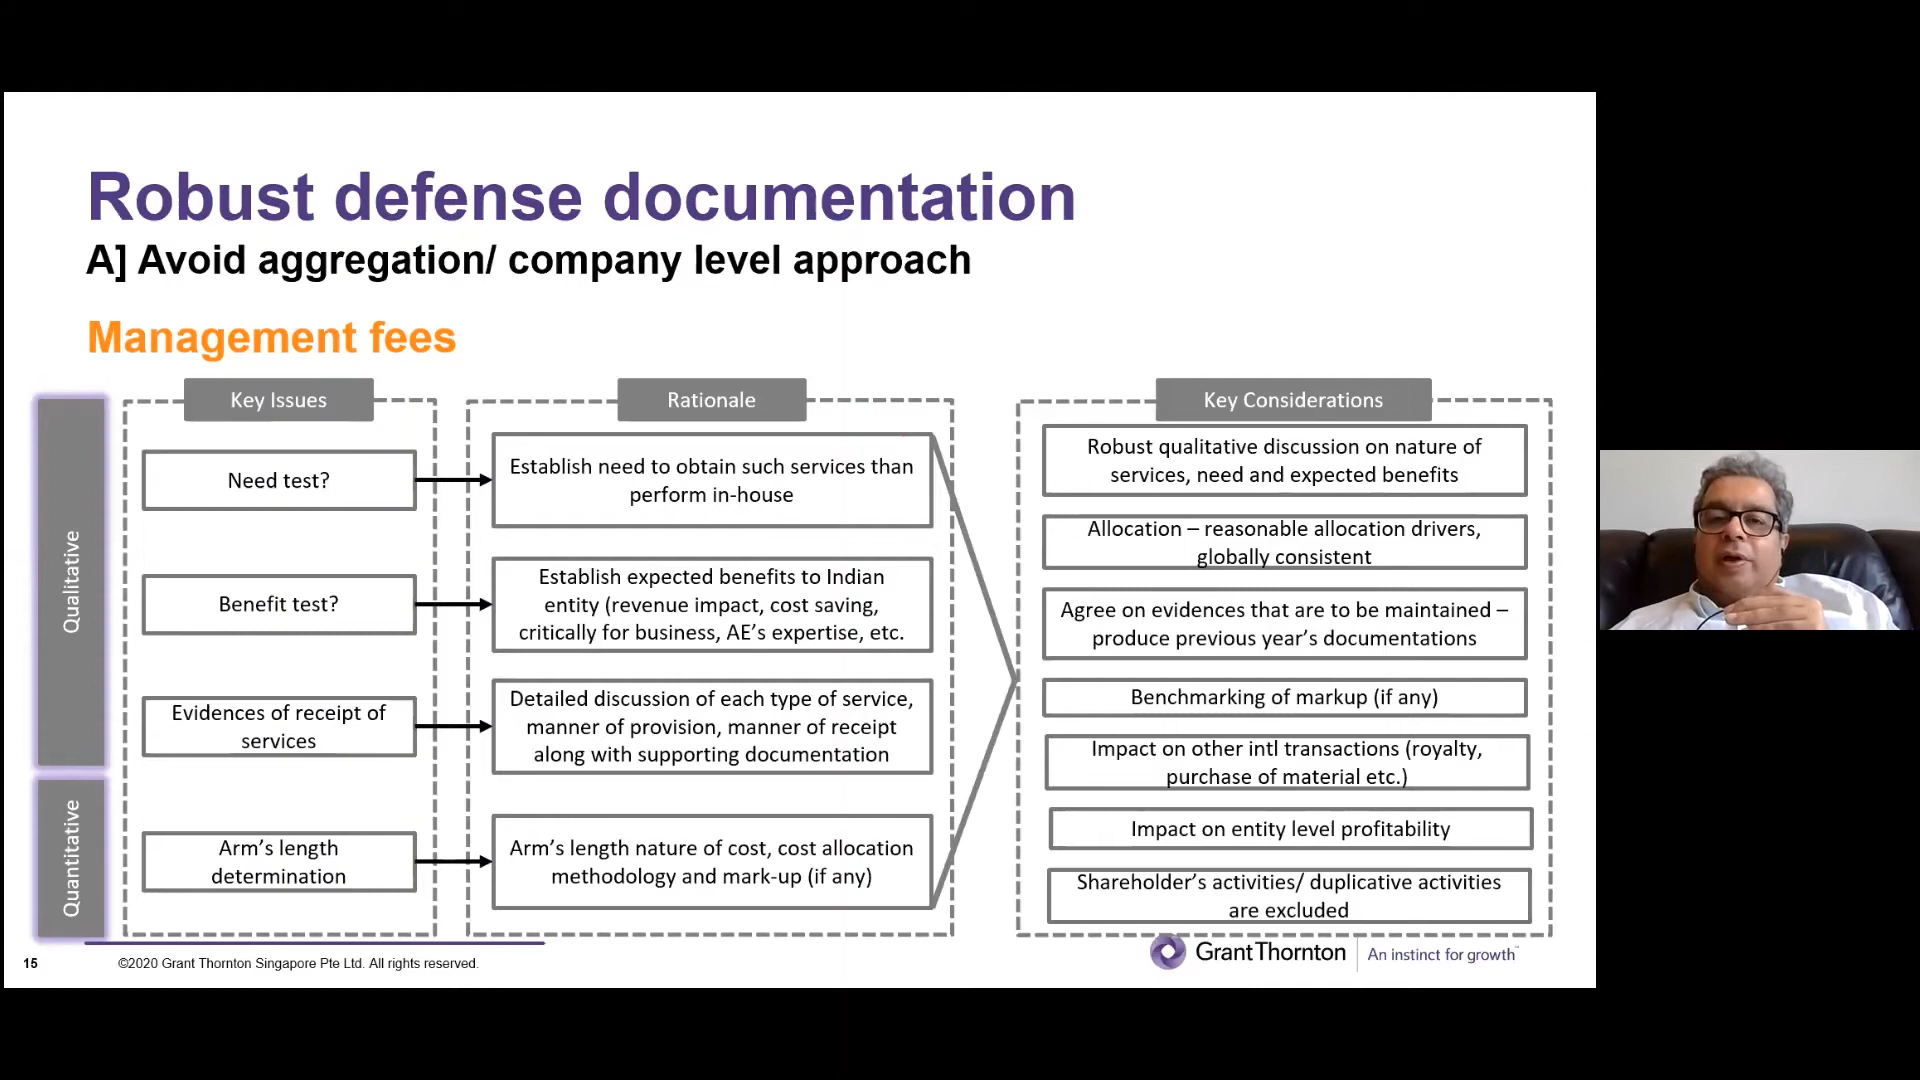 Robust defense documentation
A] Avoid aggregation/ company level approach
Management fees
Key Issues
Rationale
Key Considerations
Qualitative
Quantitative
Need test?
Establish need to obtain such services than
perform in-house
Benefit test?
Establish expected benefits to Indian
entity (revenue impact, cost saving,
critically for business, AE’s expertise, etc.
Evidences of receipt of
services
Detailed discussion of each type of service,
manner of provision, manner of receipt
along with supporting documentation
Arm’s length
determination
Arm’s length nature of cost, cost allocation
methodology and mark-up (if any)
Robust qualitative discussion on nature of
services, need and expected benefits
Allocation – reasonable allocation drivers,
globally consistent
Agree on evidences that are to be maintained –
produce previous year’s documentations
Benchmarking of markup (if any)
Impact on other intl transactions (royalty,
purchase of material etc.)
Impact on entity level profitability
Shareholder’s activities/ duplicative activities
are excluded
15
©2020 Grant Thornton Singapore Pte Ltd. All rights reserved.
GrantThornton
An instinct for growth™